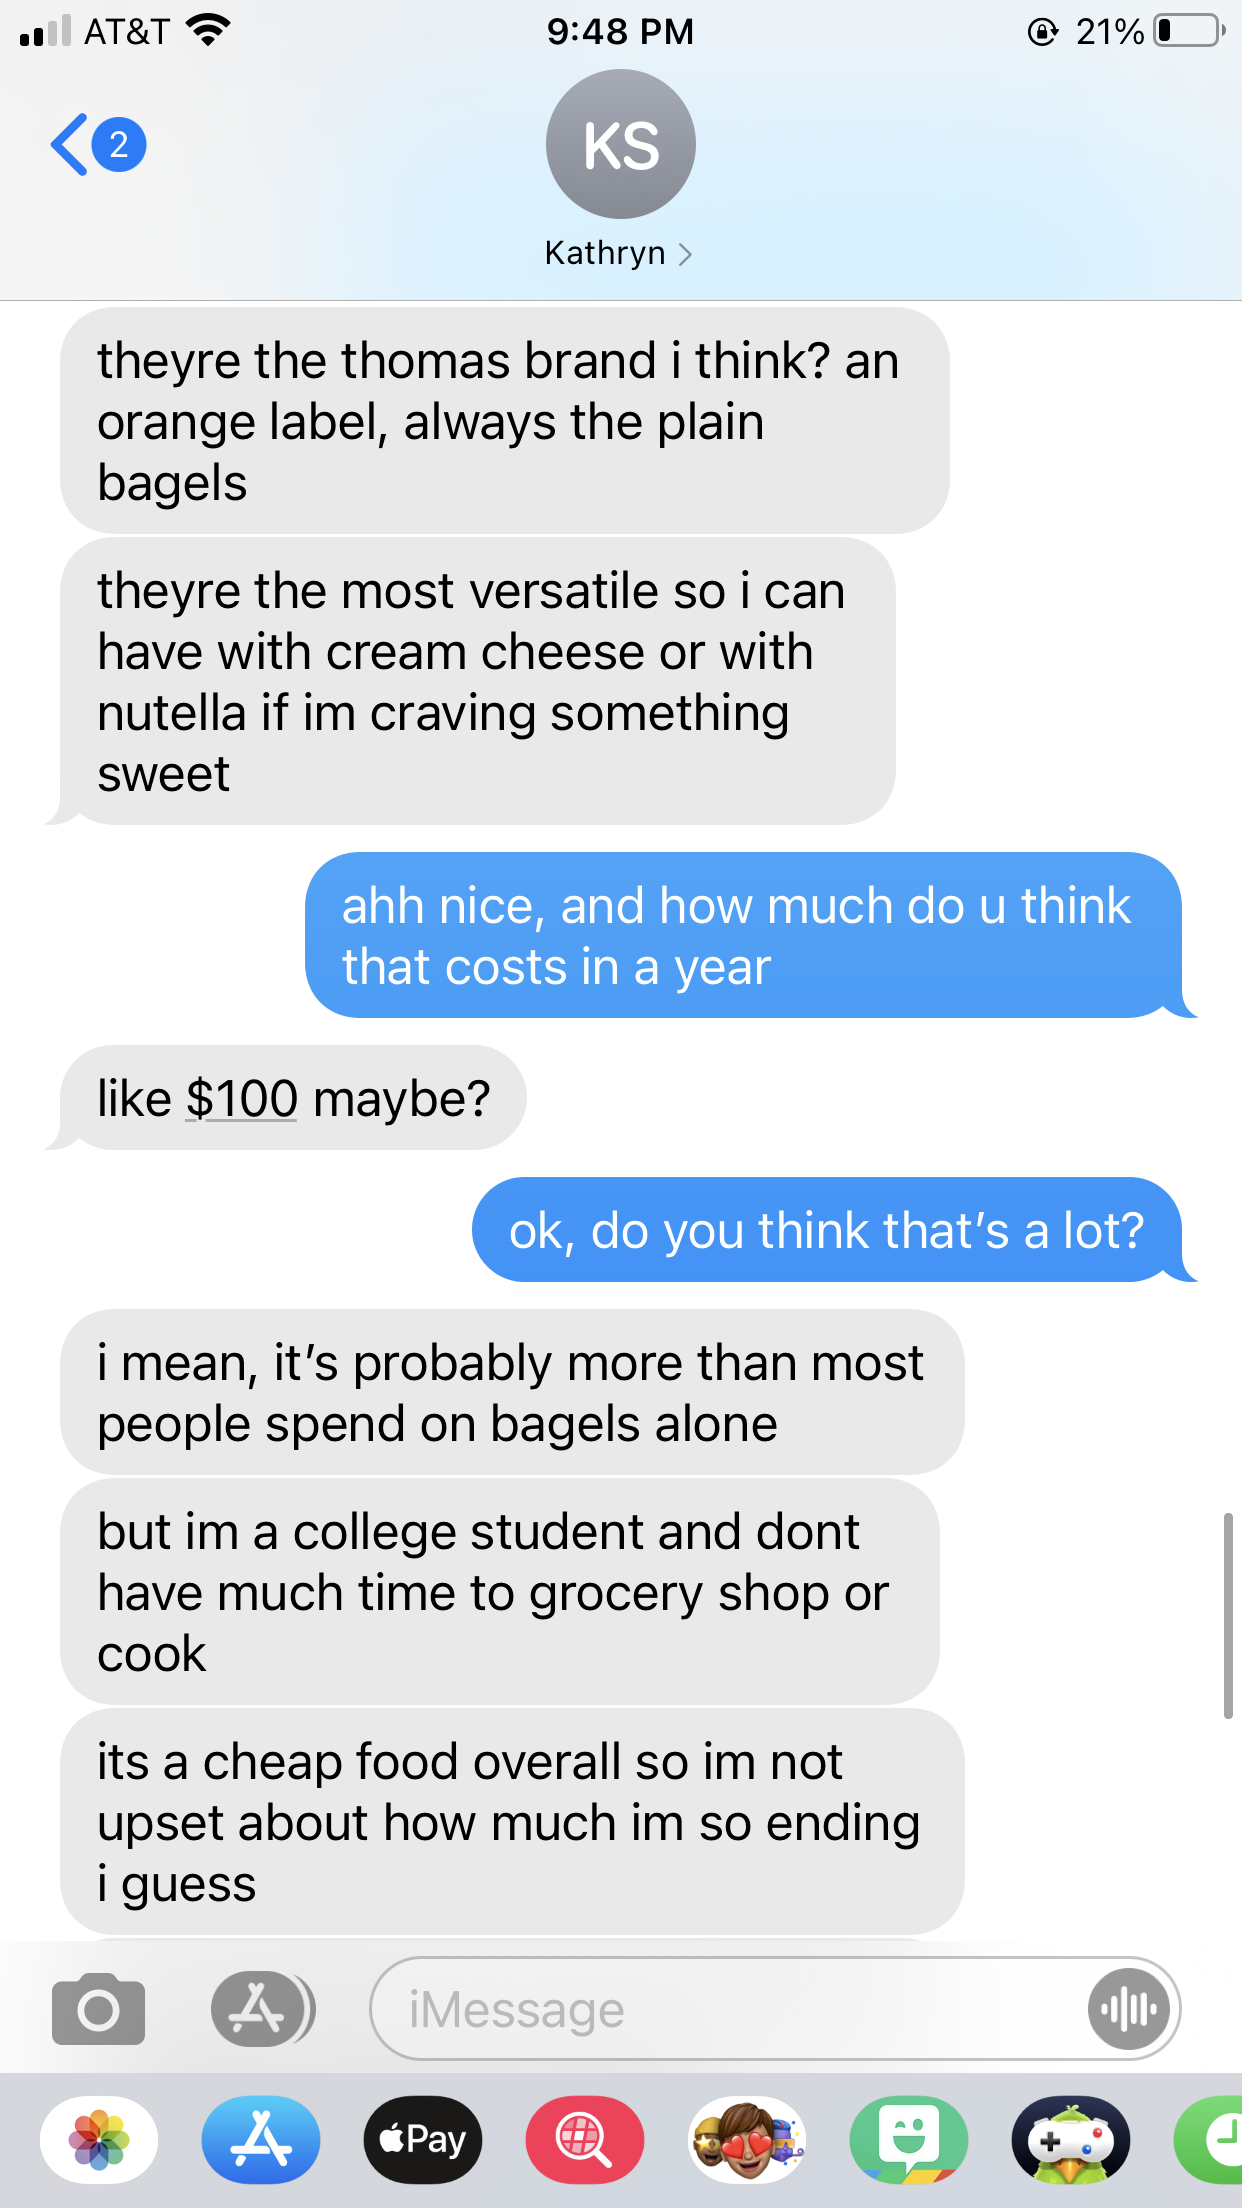 AT&T
9:48 PM
21%
2
KS
Kathryn
theyre the thomas brand i think? an
orange label, always the plain
bagels
theyre the most versatile so i can
have with cream cheese or with
nutella if im craving something
sweet
ahh nice, and how much do u think
that costs in a year
like $100 maybe?
ok, do you think that’s a lot?
i mean, it’s probably more than most
people spend on bagels alone
but im a college student and dont
have much time to grocery shop or
cook
its a cheap food overall so im not
upset about how much im so ending
i guess
iMessage
Pay